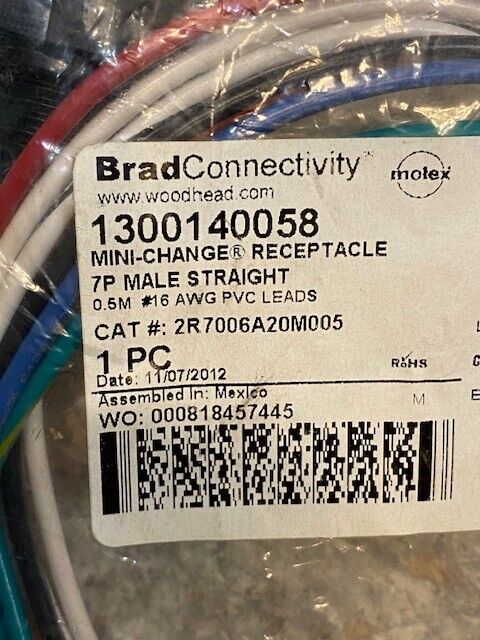 BradConnectivity™
molex
www.woodhead.com
1300140058
MINI-CHANGE® RECEPTACLE
7P MALE STRAIGHT
0.5M #16 AWG PVC LEADS
CAT #: 2R7006A20M005
1 PC
RoHS
Date: 11/07/2012
Assembled in: Mexico
M
WO: 000818457445